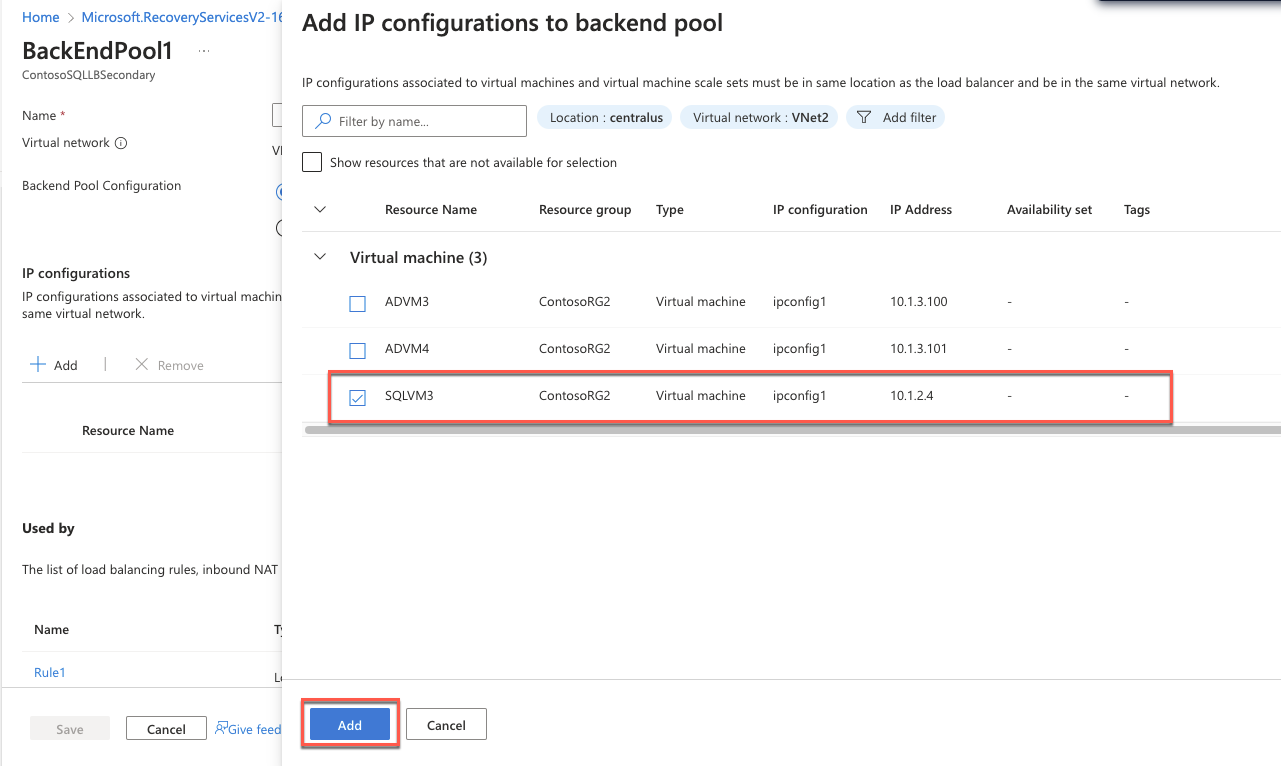 Home > Microsoft.RecoveryServicesV2-16
BackEndPool1 ...
ContosoSQLLBSecondary
Name *
Virtual network
Backend Pool Configuration
IP configurations
IP configurations associated to virtual machin
same virtual network.
+ Add | Remove
Resource Name
Used by
The list of load balancing rules, inbound NAT
Name
Rule1
Save Cancel Give feed
Add IP configurations to backend pool
IP configurations associated to virtual machines and virtual machine scale sets must be in same location as the load balancer and be in the same virtual network.
Filter by name... Location : centralus Virtual network : VNet2 Add filter
Show resources that are not available for selection
Resource Name Resource group Type IP configuration IP Address Availability set Tags
Virtual machine (3)
ADVM3 ContosoRG2 Virtual machine ipconfig1 10.1.3.100 - -
ADVM4 ContosoRG2 Virtual machine ipconfig1 10.1.3.101 - -
SQLVM3 ContosoRG2 Virtual machine ipconfig1 10.1.2.4 - -
Add Cancel